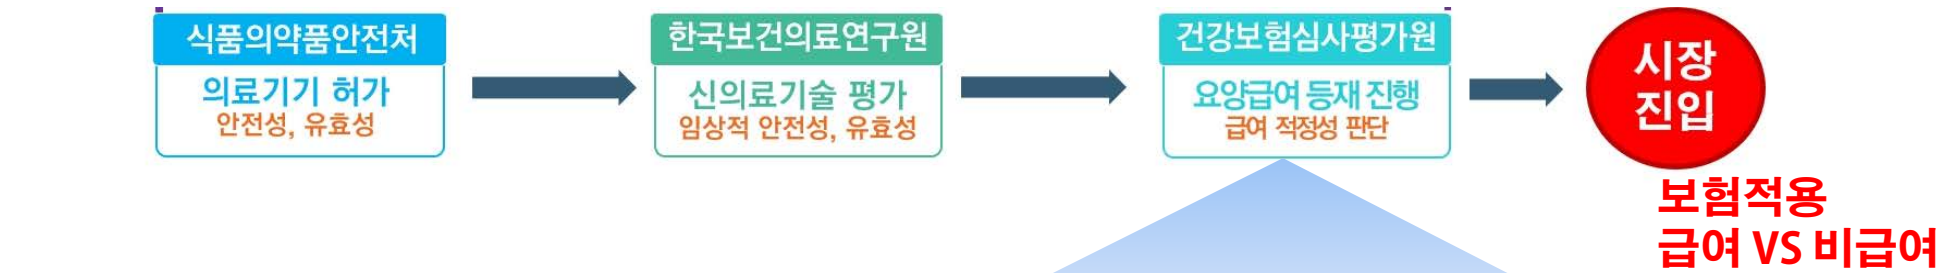 식품의약품안전처
의료기기 허가
안전성, 유효성
한국보건의료연구원
신의료기술 평가
임상적 안전성, 유효성
건강보험심사평가원
요양급여 등재 진행
급여 적정성 판단
시장
진입
보험적용
급여 VS 비급여